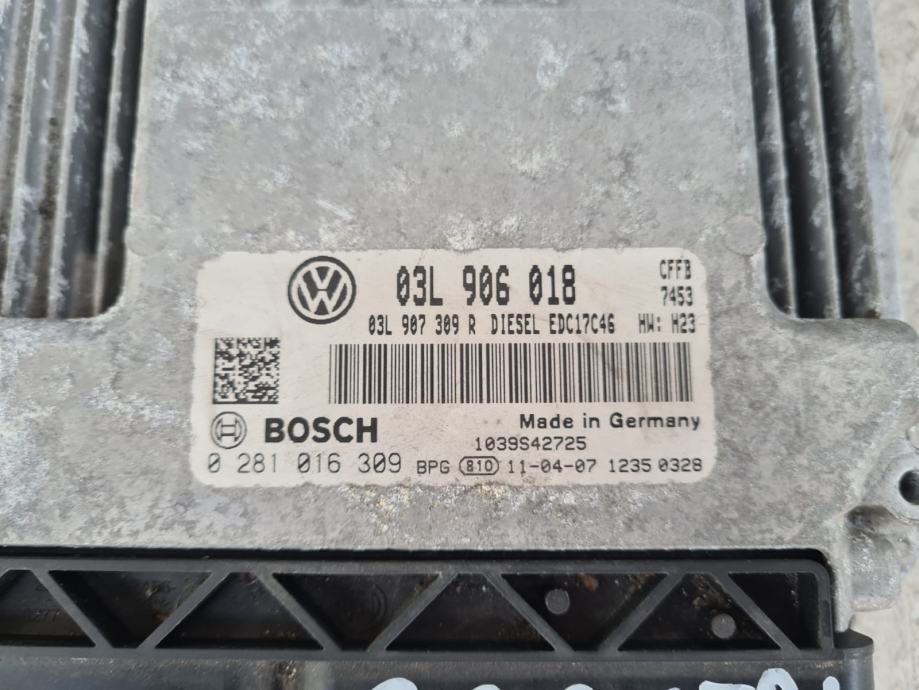 03L 906 018
CFFB
7453
03L 907 309 R DIESEL EDC17C46 HW: H23
Made in Germany
BOSCH
1039S42725
0 281 016 309 BPG 810 11-04-07 1235 0328